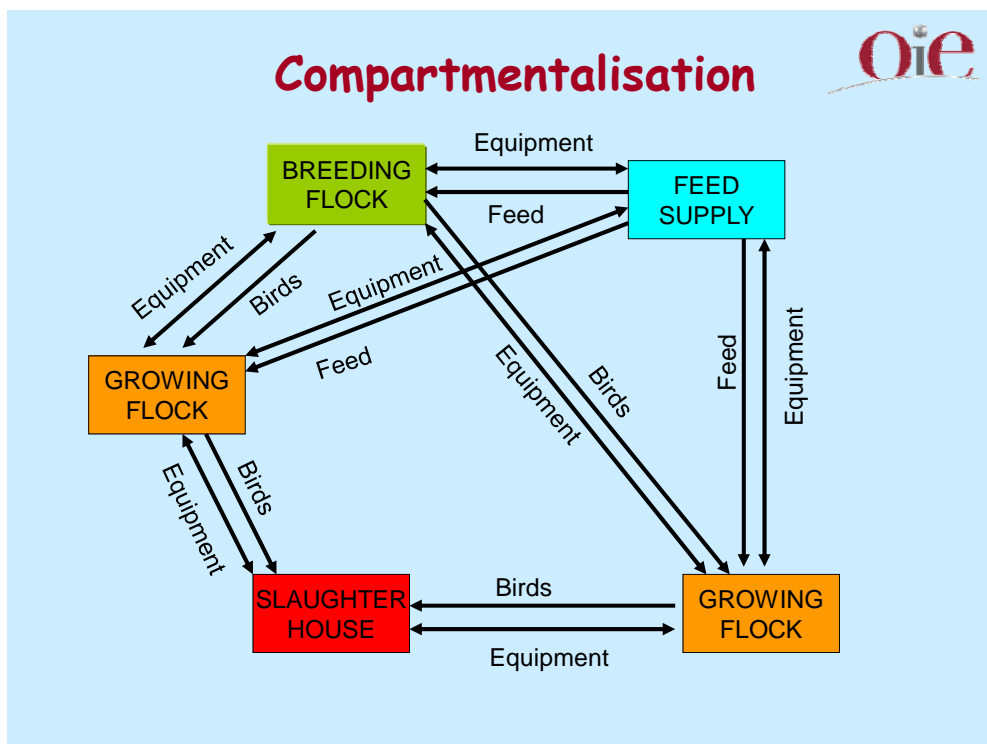 Compartmentalisation
oie
Equipment
BREEDING
FLOCK
FEED
SUPPLY
Feed
Equipment
Birds
Equipment
Feed
Equipment
Birds
Feed
Equipment
GROWING
FLOCK
Equipment
Birds
SLAUGHTER
HOUSE
Birds
Equipment
GROWING
FLOCK